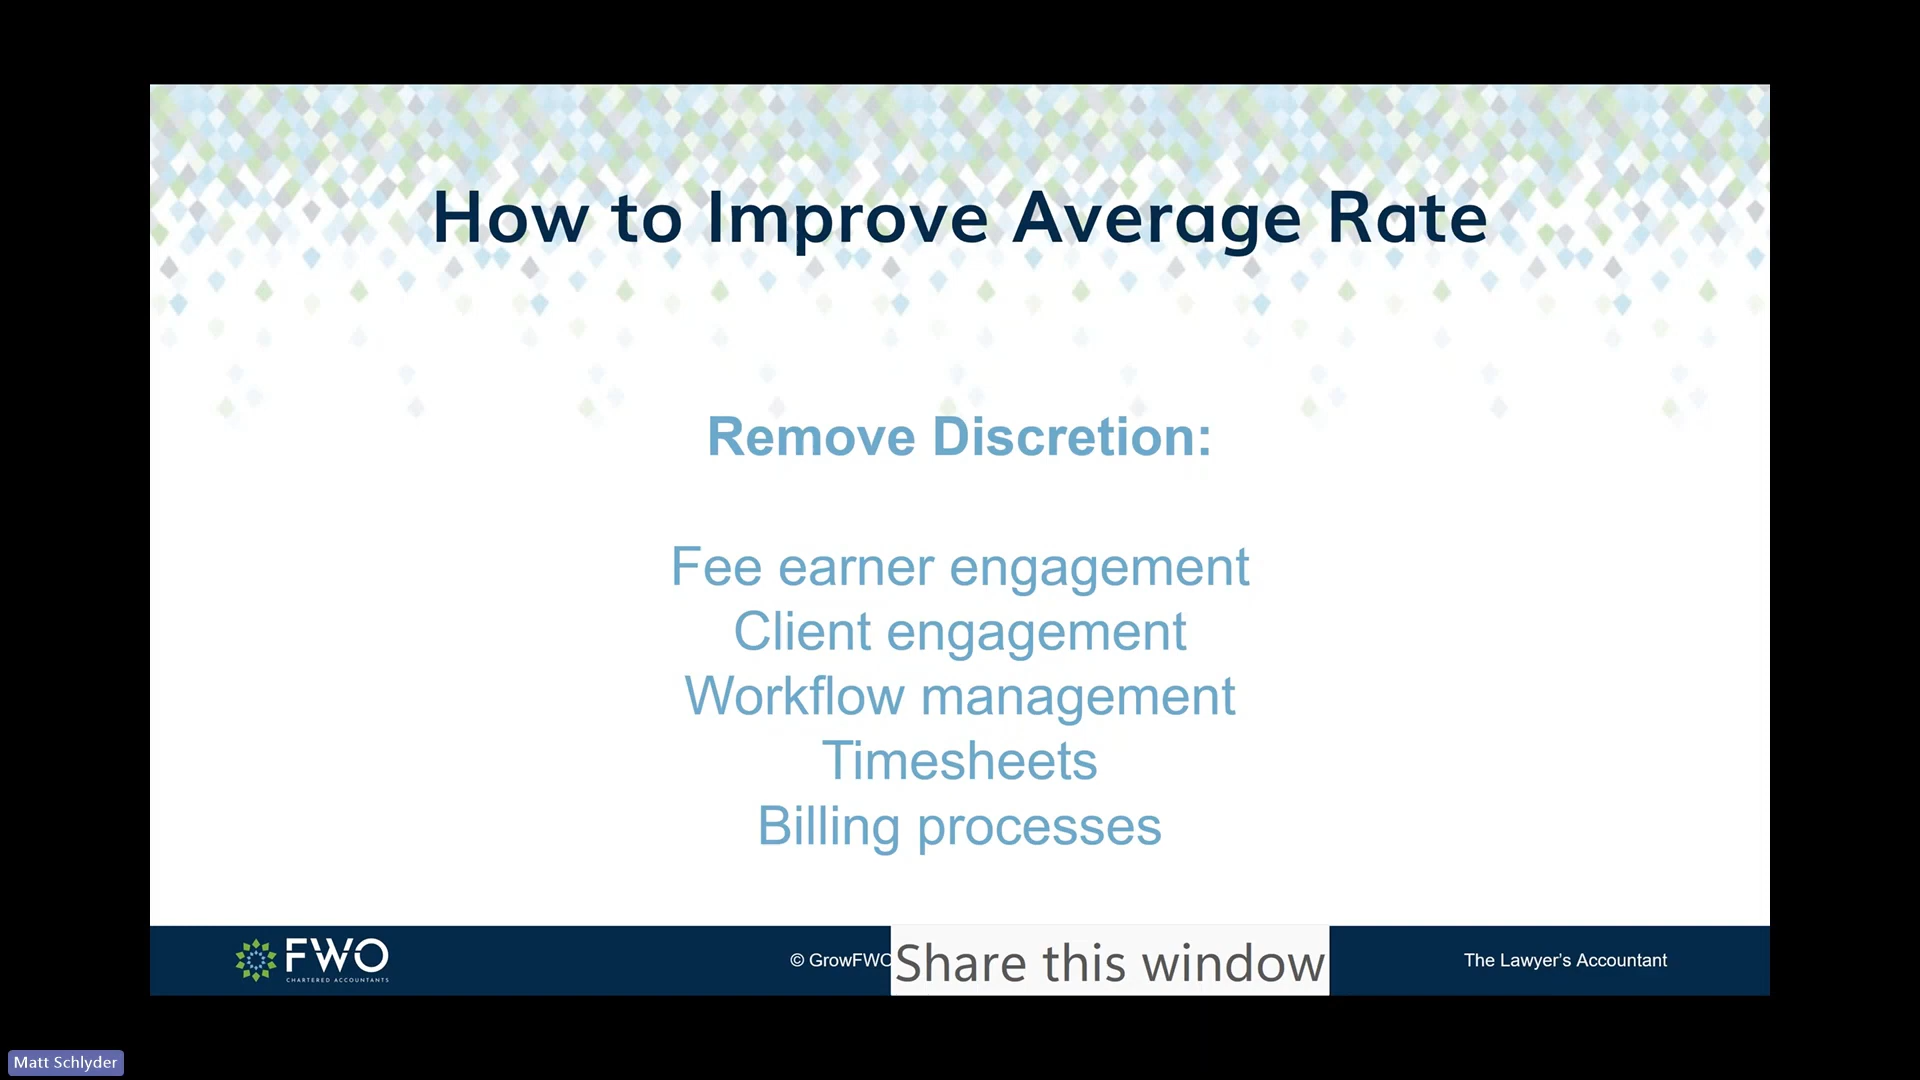 How to Improve Average Rate
Remove Discretion:
Fee earner engagement
Client engagement
Workflow management
Timesheets
Billing processes
FWO
CHARTERED ACCOUNTANTS
© GrowFWO
Share this window
The Lawyer's Accountant
Matt Schlyder